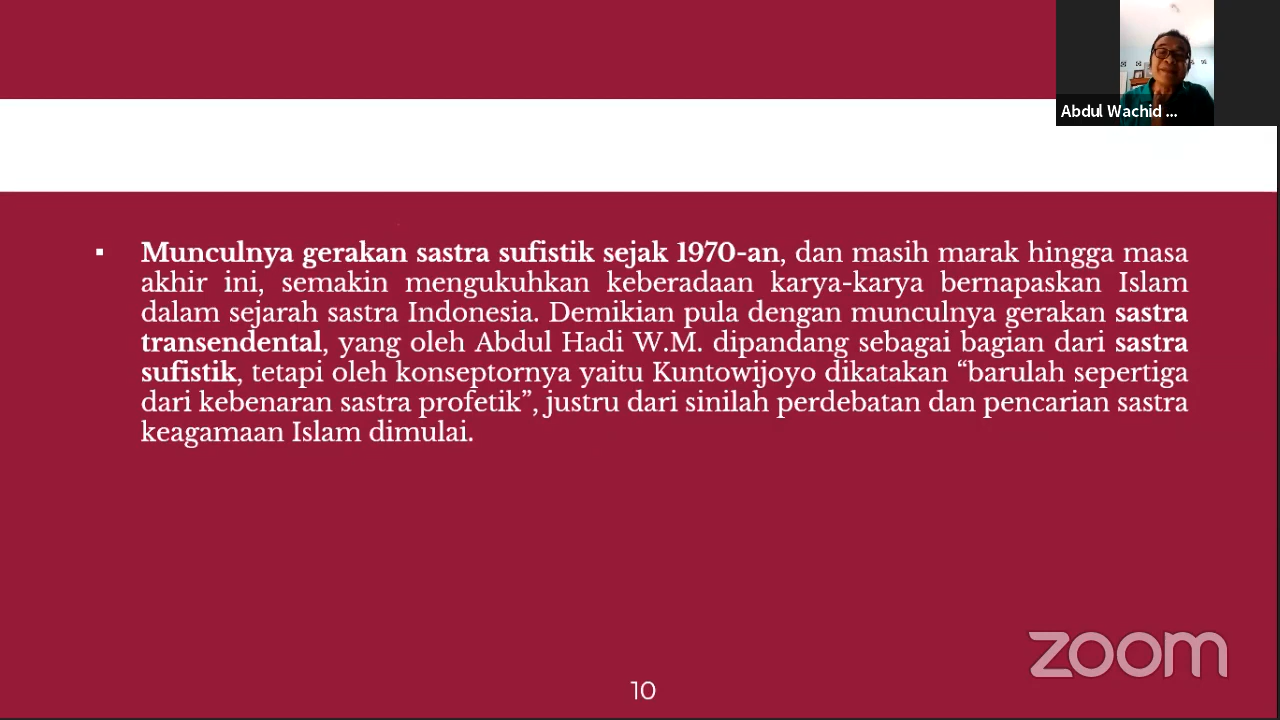 Abdul Wachid ...
▪ Munculnya gerakan sastra sufistik sejak 1970-an, dan masih marak hingga masa
akhir ini, semakin mengukuhkan keberadaan karya-karya bernapaskan Islam
dalam sejarah sastra Indonesia. Demikian pula dengan munculnya gerakan sastra
transendental, yang oleh Abdul Hadi W.M. dipandang sebagai bagian dari sastra
sufistik, tetapi oleh konseptornya yaitu Kuntowijoyo dikatakan “barulah sepertiga
dari kebenaran sastra profetik”, justru dari sinilah perdebatan dan pencarian sastra
keagamaan Islam dimulai.
zoom
10